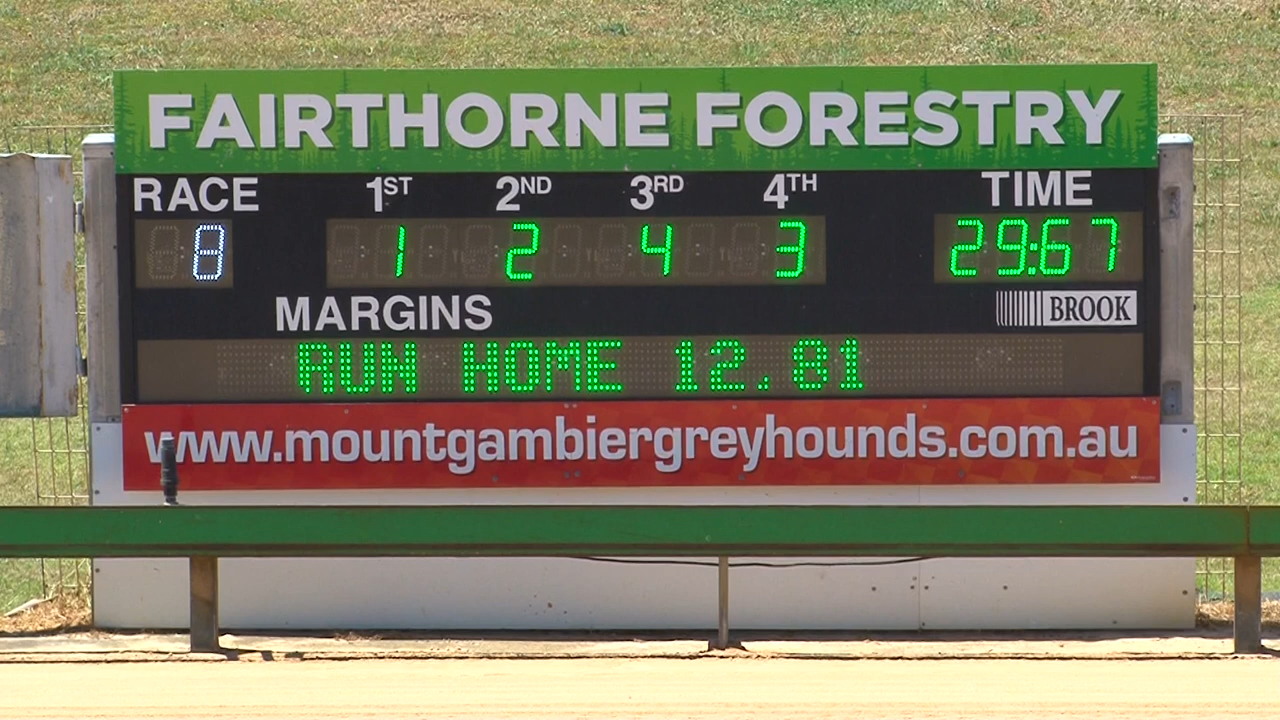 FAIRTHORNE FORESTRY
RACE 1ST 2ND 3RD 4TH TIME
8 1 2 4 3 29:67
MARGINS BROOK
RUN HOME 12.81
www.mountgambiergreyhounds.com.au